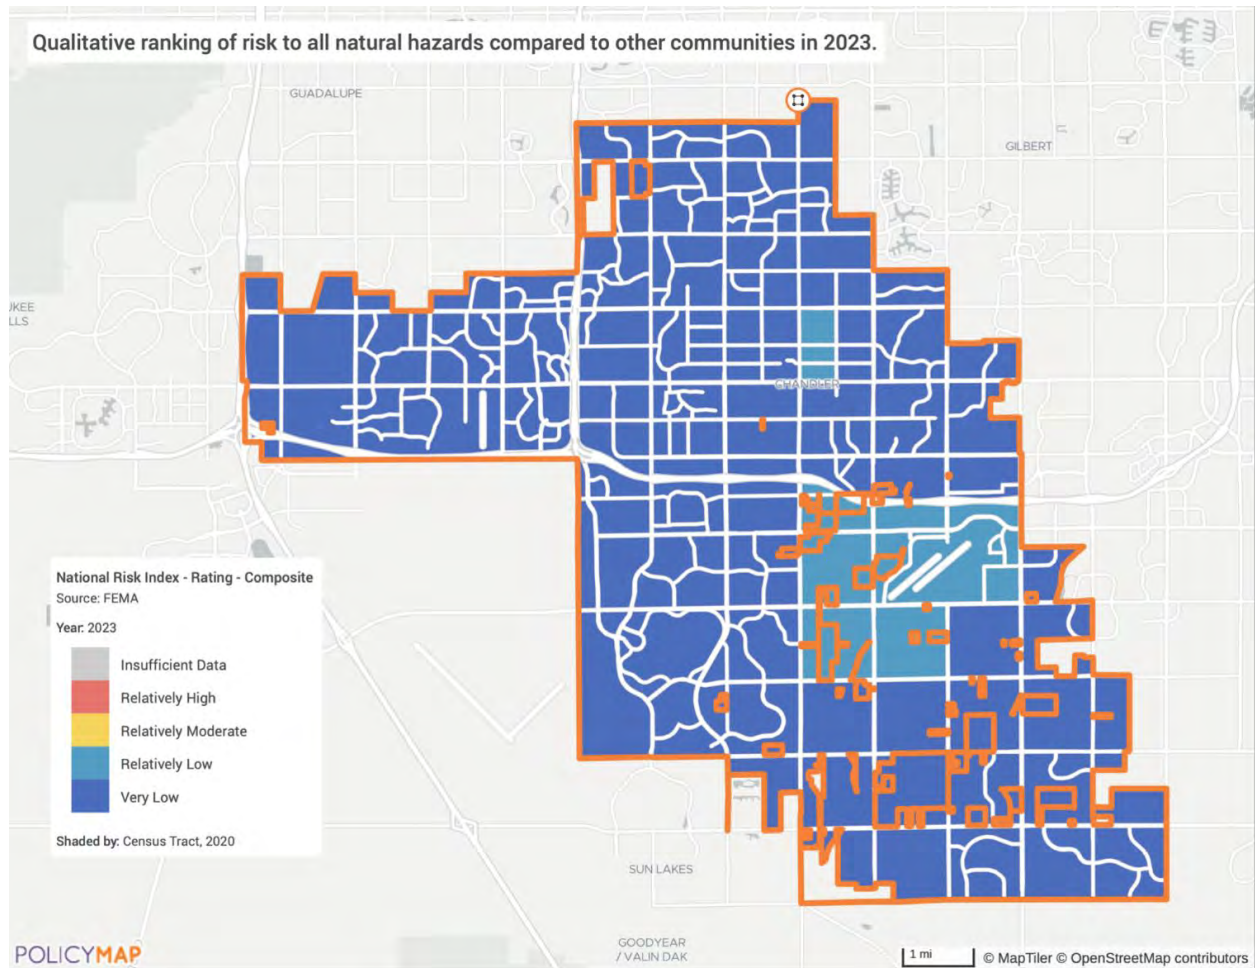 Qualitative ranking of risk to all natural hazards compared to other communities in 2023.
GUADALUPE
GILBERT
UKEE
LLS
CHANDLER
National Risk Index - Rating - Composite
Source: FEMA
Year: 2023
Insufficient Data
Relatively High
Relatively Moderate
Relatively Low
Very Low
Shaded by: Census Tract, 2020
SUN LAKES
GOODYEAR
/ VALIN DAK
POLICYMAP
1 mi
© MapTiler © OpenStreetMap contributors